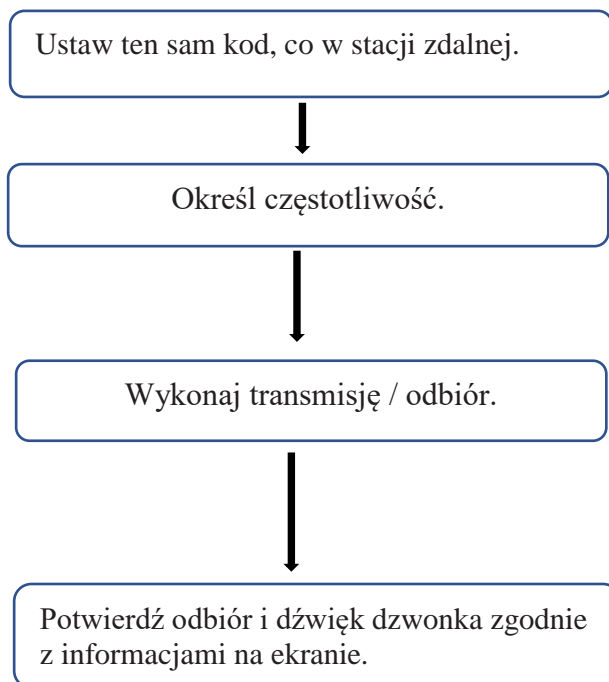 Ustaw ten sam kod, co w stacji zdalnej.
Określ częstotliwość.
Wykonaj transmisję / odbiór.
Potwierdź odbiór i dźwięk dzwonka zgodnie
z informacjami na ekranie.